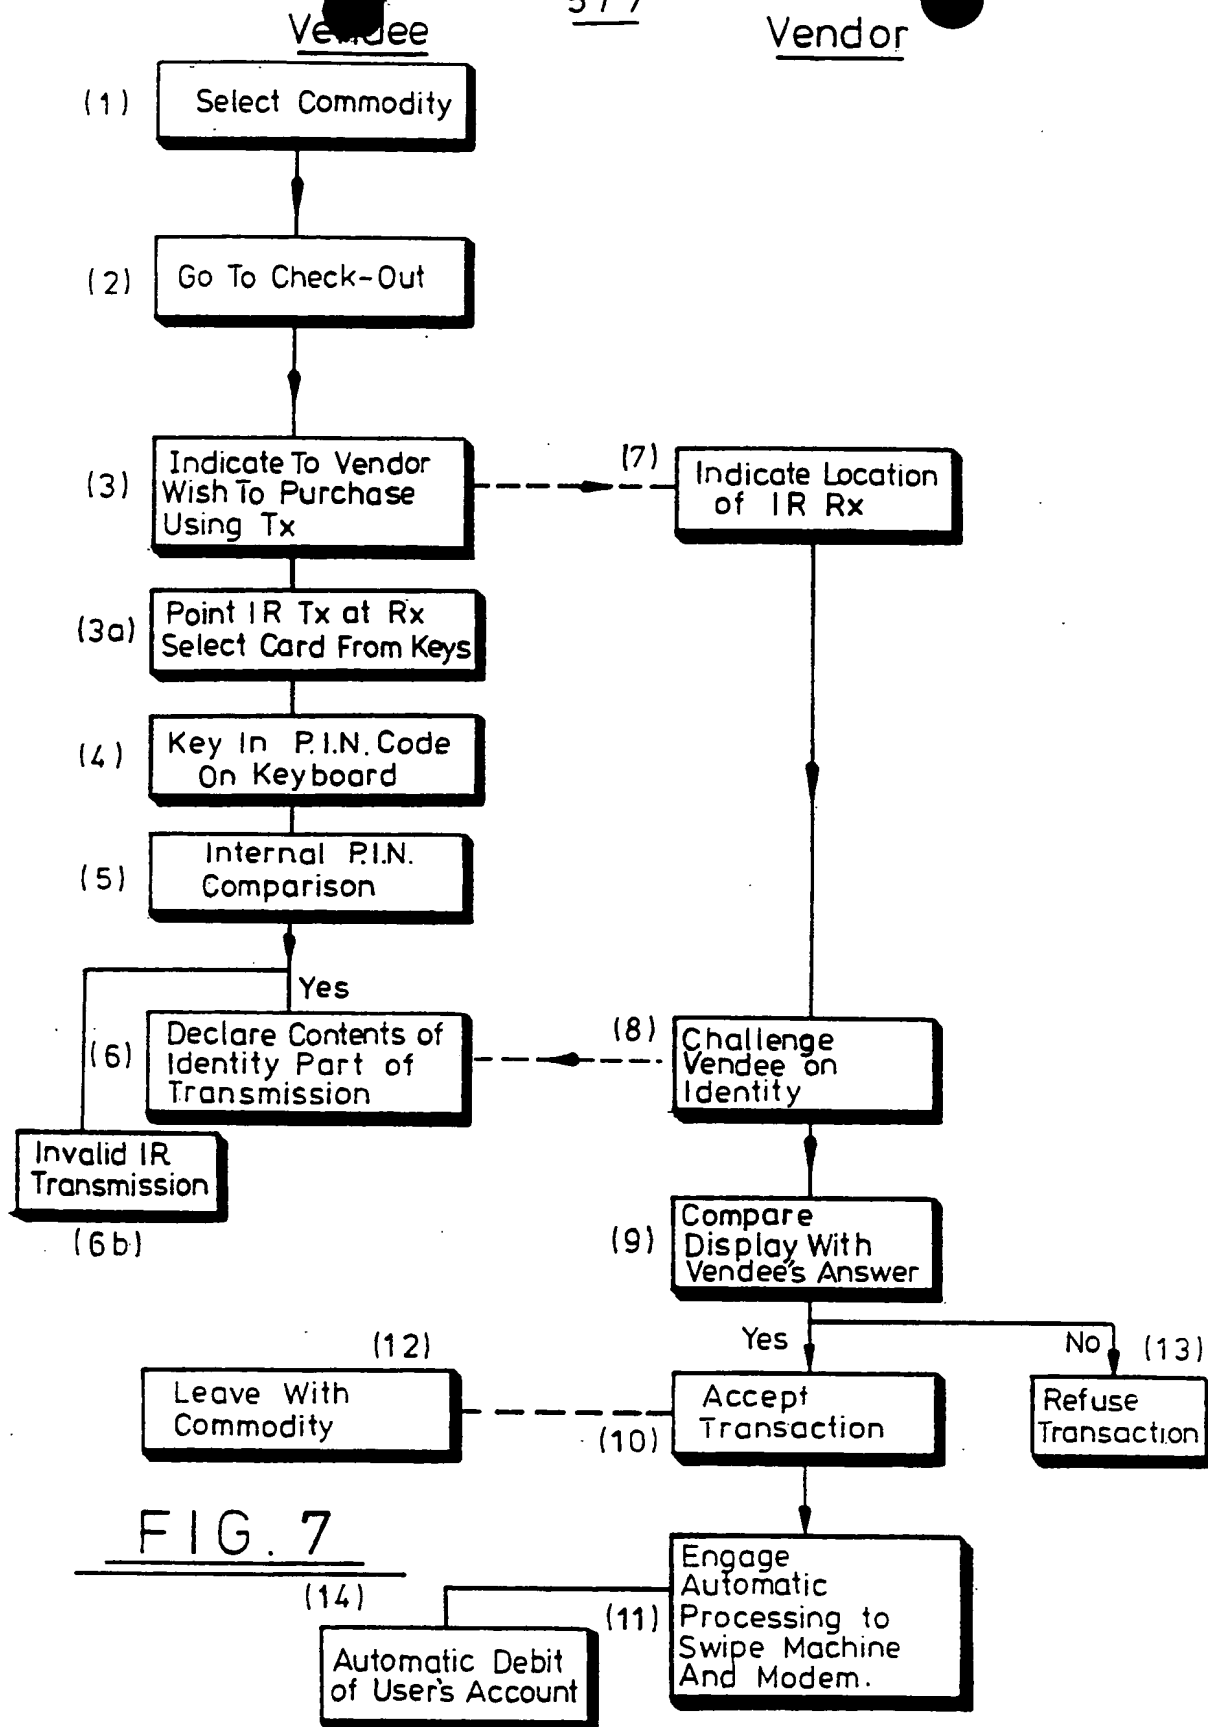 5 / 7
Vendee
Vendor
(1)
Select Commodity
(2)
Go To Check-Out
(3)
Indicate To Vendor
Wish To Purchase
Using Tx
(7)
Indicate Location
of IR Rx
(3a)
Point IR Tx at Rx
Select Card From Keys
(4)
Key In P.I.N. Code
On Keyboard
(5)
Internal P.I.N.
Comparison
Yes
(6)
Declare Contents of
Identity Part of
Transmission
(8)
Challenge
Vendee on
Identity
Invalid IR
Transmission
(6b)
(9)
Compare
Display With
Vendee's Answer
Yes
No
(13)
(12)
Leave With
Commodity
(10)
Accept
Transaction
Refuse
Transaction
FIG. 7
(14)
Automatic Debit
of User's Account
(11)
Engage
Automatic
Processing to
Swipe Machine
And Modem.